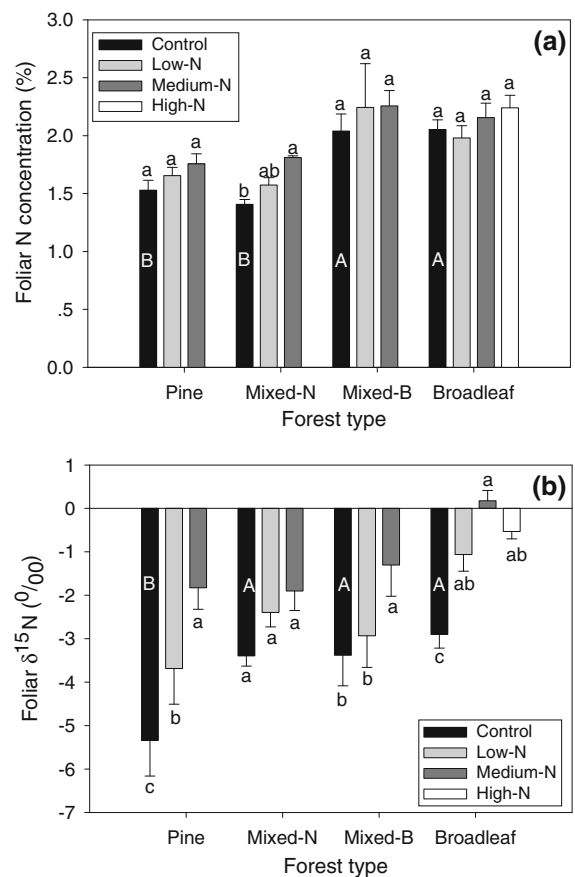 (a)
Control
Low-N
Medium-N
High-N
Foliar N concentration (%)
3.0
2.5
2.0
1.5
1.0
.5
0.0
a a a
b ab a
a a a
a a a a
B B A A
Pine Mixed-N Mixed-B Broadleaf
Forest type
(b)
Foliar δ15N (0/00)
1
0
-1
-2
-3
-4
-5
-6
-7
B A A A
c b a
a a a
b b a
c ab a ab
Control
Low-N
Medium-N
High-N
Pine Mixed-N Mixed-B Broadleaf
Forest type